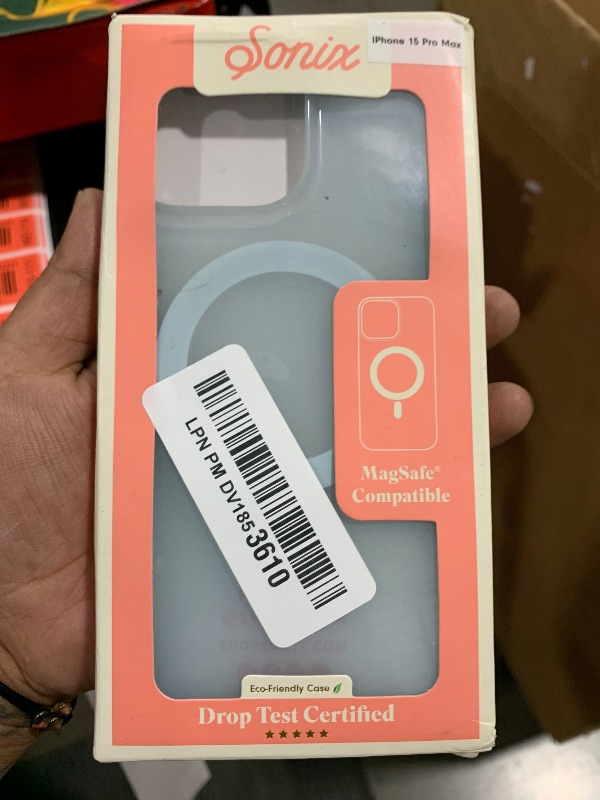 Sonix
iPhone 15 Pro Max
MagSafe®
Compatible
LPN PM DV1853610
Eco-Friendly Case
Drop Test Certified